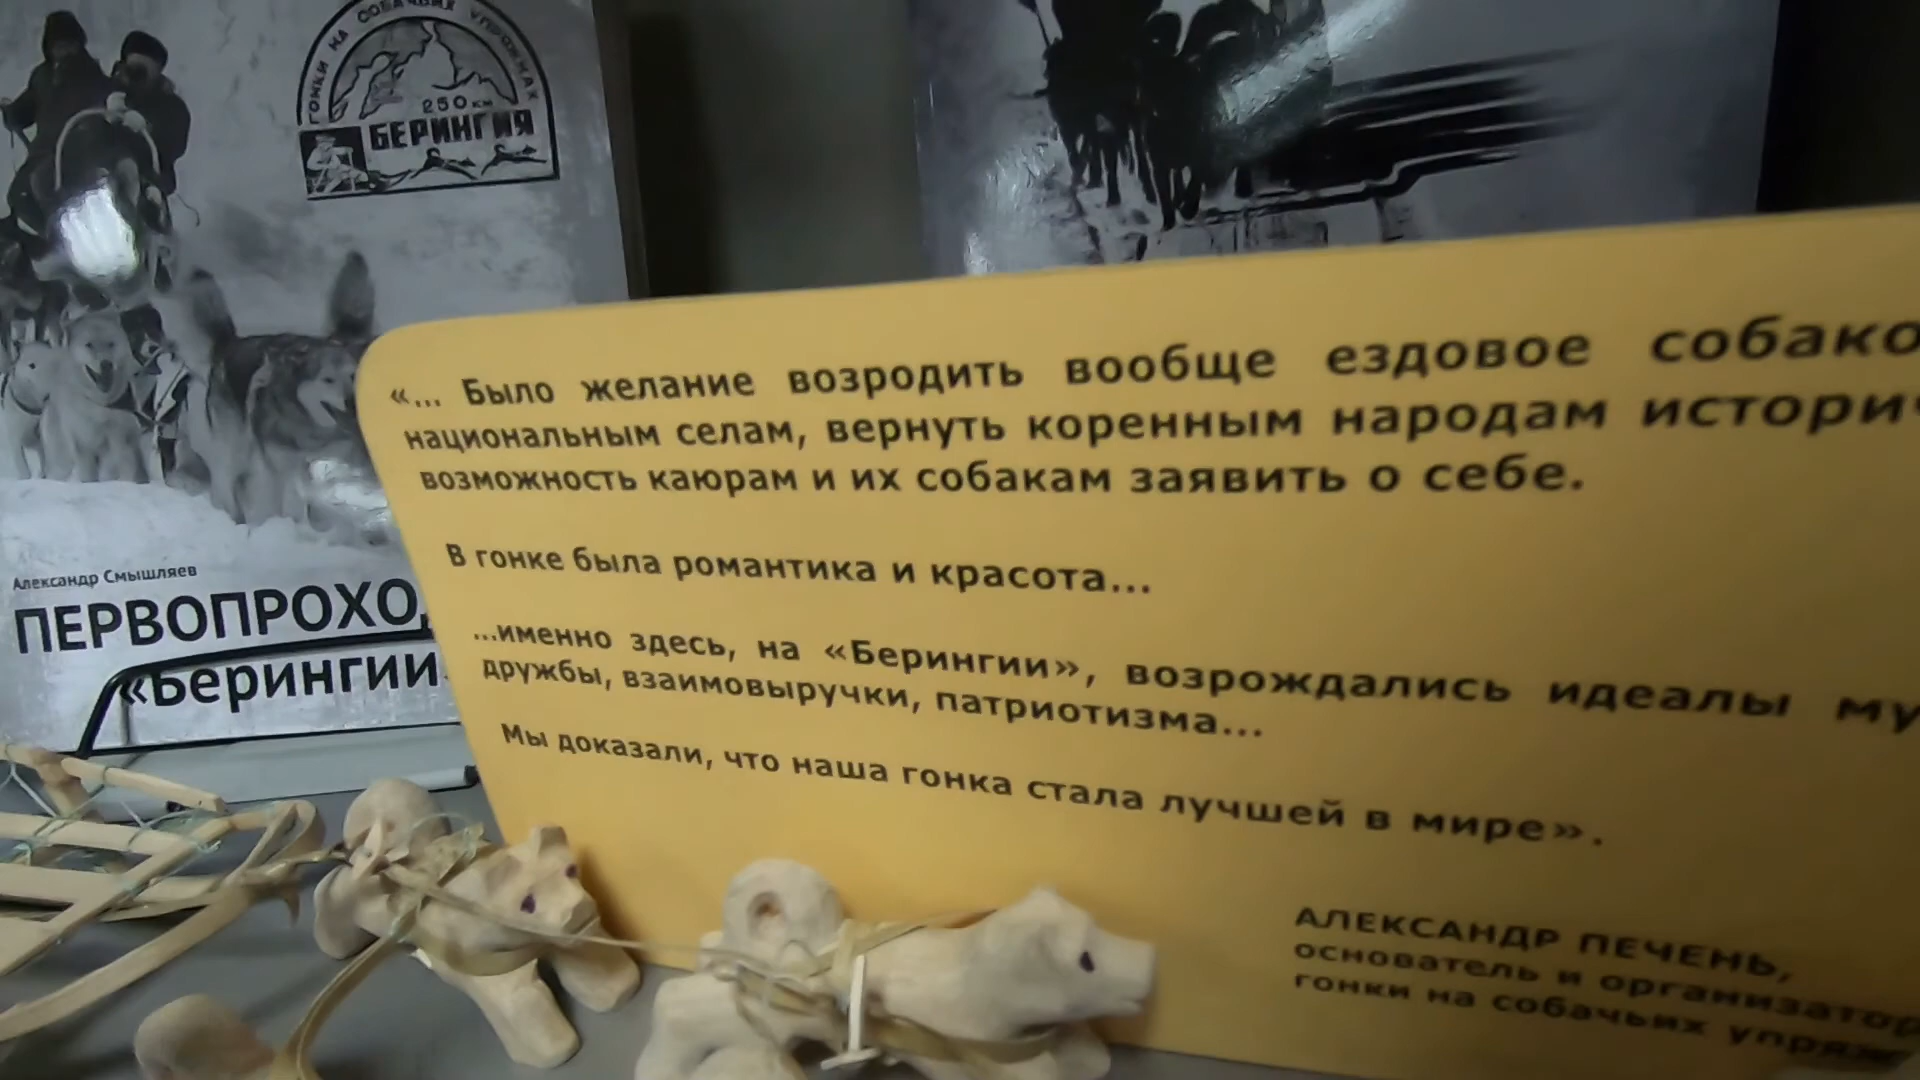 ГОНКИ НА СОБАЧЬИХ УПРЯЖКАХ
250 км
БЕРИНГИЯ
Александр Смышляев
ПЕРВОПРОХОД
«Берингии
«... Было желание возродить вообще ездовое собако
национальным селам, вернуть коренным народам историч
возможность каюрам и их собакам заявить о себе.
В гонке была романтика и красота...
...именно здесь, на «Берингии», возрождались идеалы му
дружбы, взаимовыручки, патриотизма...
Мы доказали, что наша гонка стала лучшей в мире».
АЛЕКСАНДР ПЕЧЕНЬ,
основатель и организатор
гонки на собачьих упряж